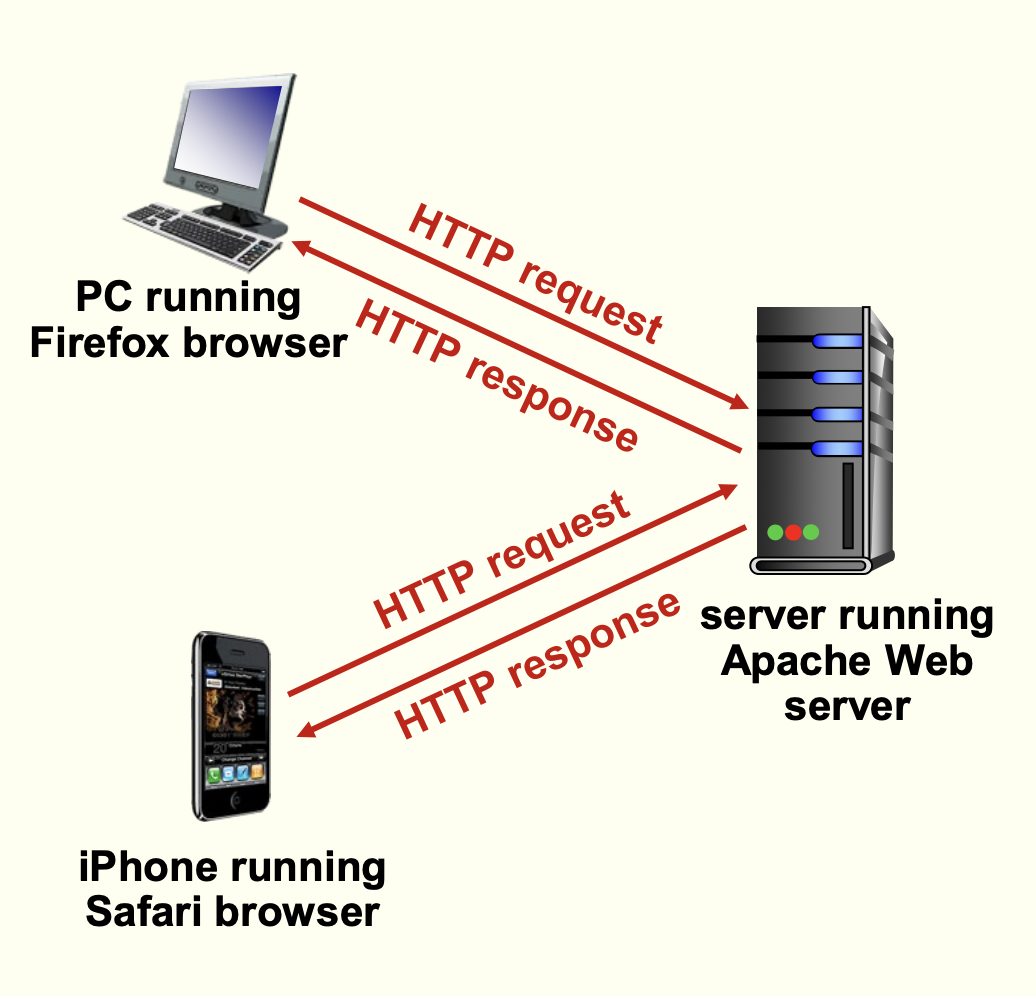 HTTP request
HTTP response
PC running
Firefox browser
HTTP request
HTTP response
server running
Apache Web
server
iPhone running
Safari browser